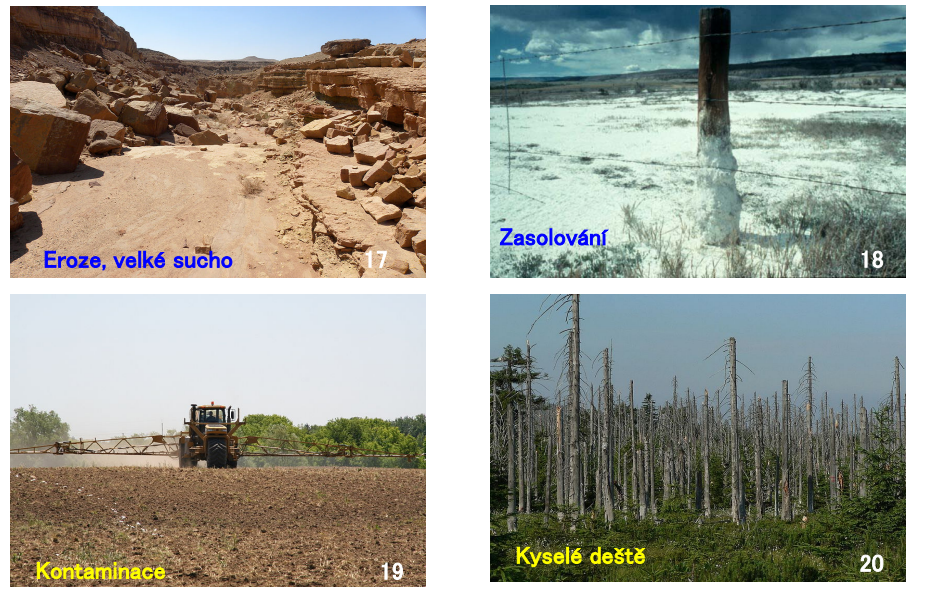 Eroze, velké sucho 17
Zasolování 18
Kontaminace 19
Kyselé deště 20